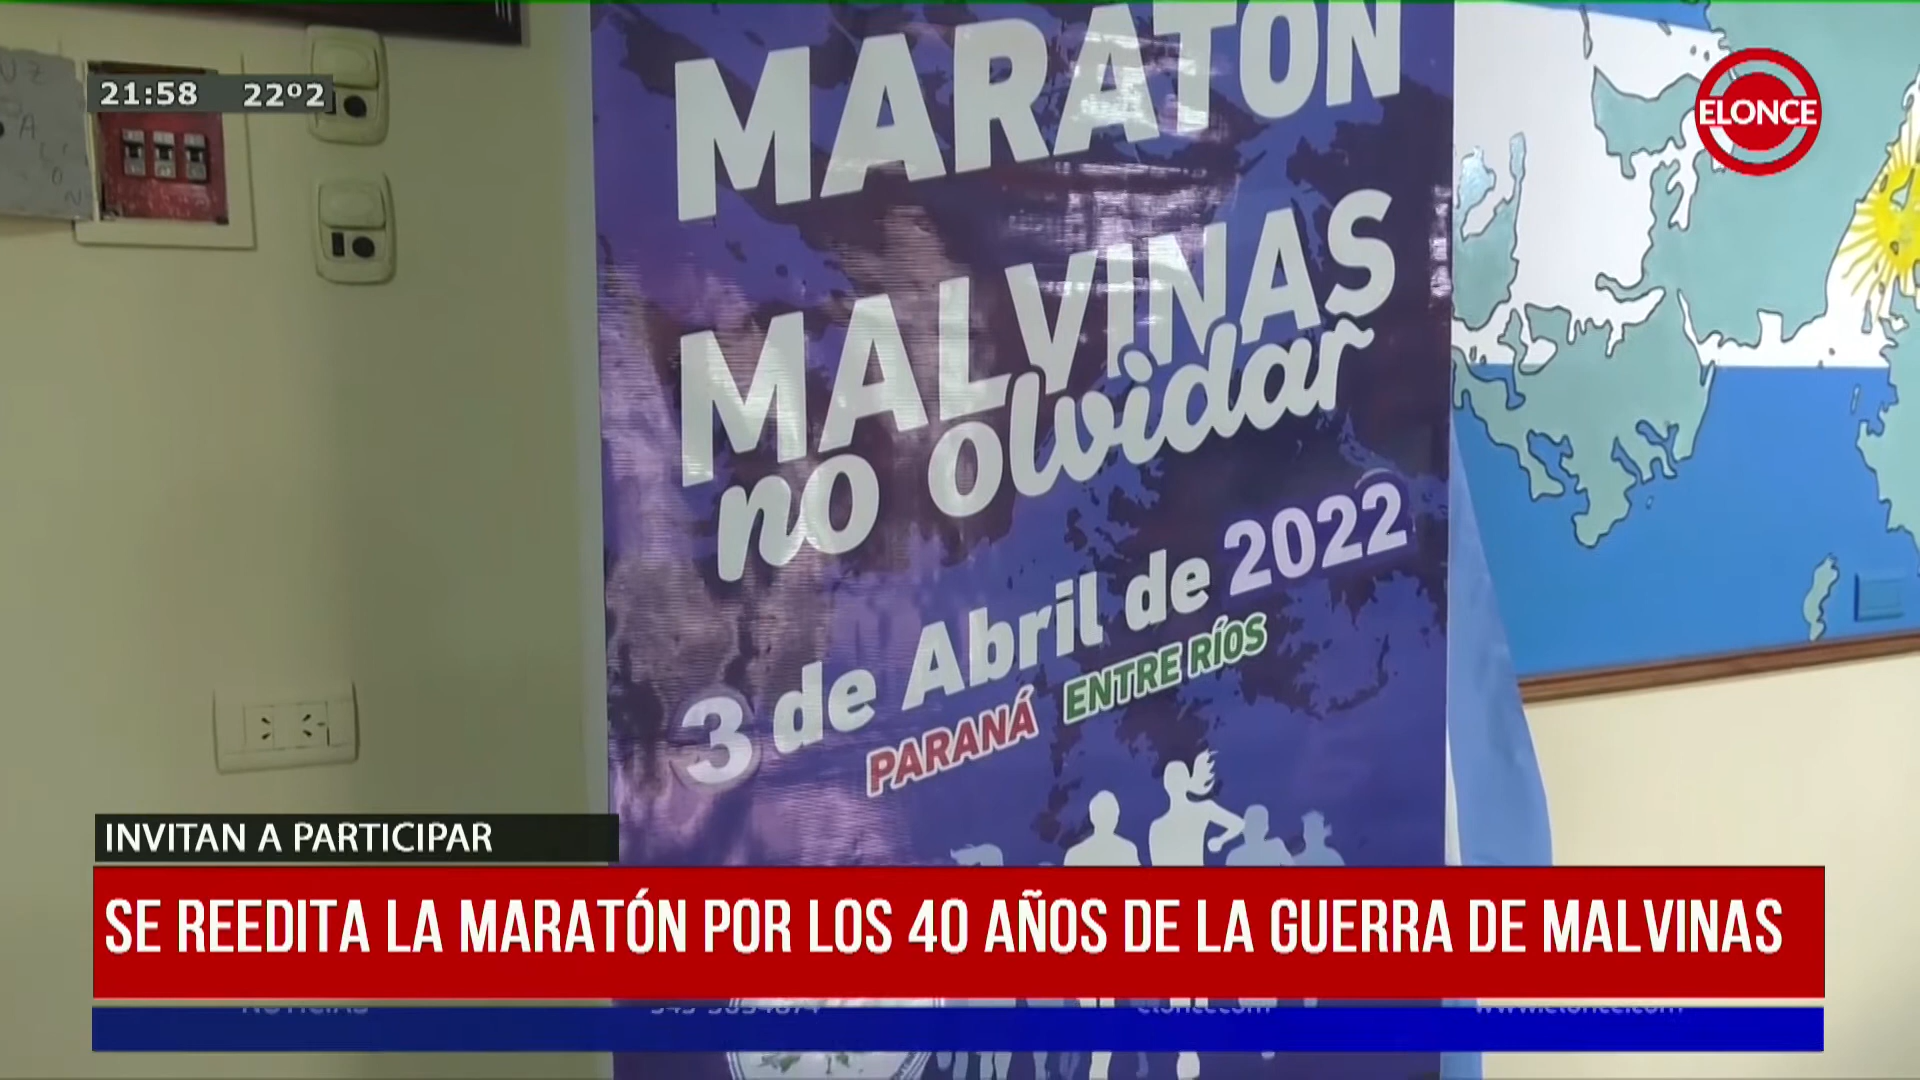 21:58 22º2
ELONCE
MARATÓN
MALVINAS
no olvidar
3 de Abril de 2022
PARANÁ ENTRE RÍOS
INVITAN A PARTICIPAR
SE REEDITA LA MARATÓN POR LOS 40 AÑOS DE LA GUERRA DE MALVINAS